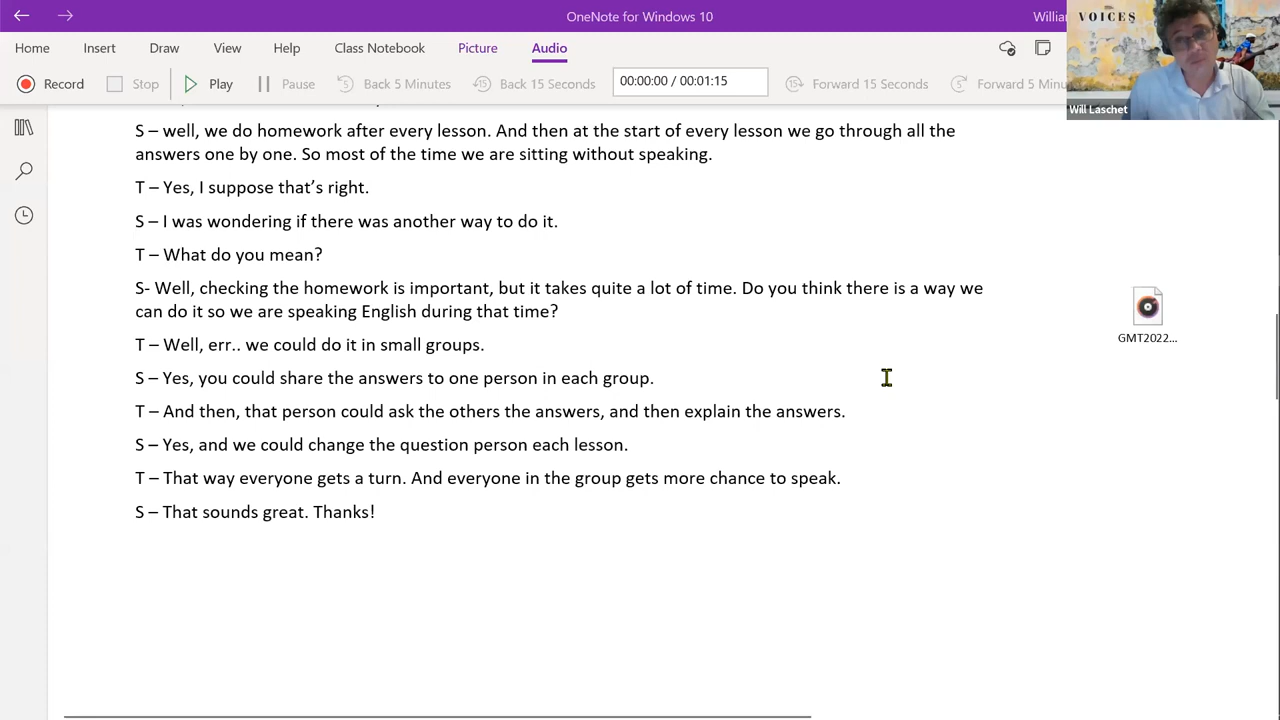 OneNote for Windows 10
Willia
VOICES
Home Insert Draw View Help Class Notebook Picture Audio
Record Stop Play Pause Back 5 Minutes Back 15 Seconds 00:00:00 / 00:01:15 Forward 15 Seconds Forward 5 Minu
Will Laschet
S – well, we do homework after every lesson. And then at the start of every lesson we go through all the
answers one by one. So most of the time we are sitting without speaking.
T – Yes, I suppose that’s right.
S – I was wondering if there was another way to do it.
T – What do you mean?
S- Well, checking the homework is important, but it takes quite a lot of time. Do you think there is a way we
can do it so we are speaking English during that time?
GMT2022...
T – Well, err.. we could do it in small groups.
S – Yes, you could share the answers to one person in each group.
T – And then, that person could ask the others the answers, and then explain the answers.
S – Yes, and we could change the question person each lesson.
T – That way everyone gets a turn. And everyone in the group gets more chance to speak.
S – That sounds great. Thanks!